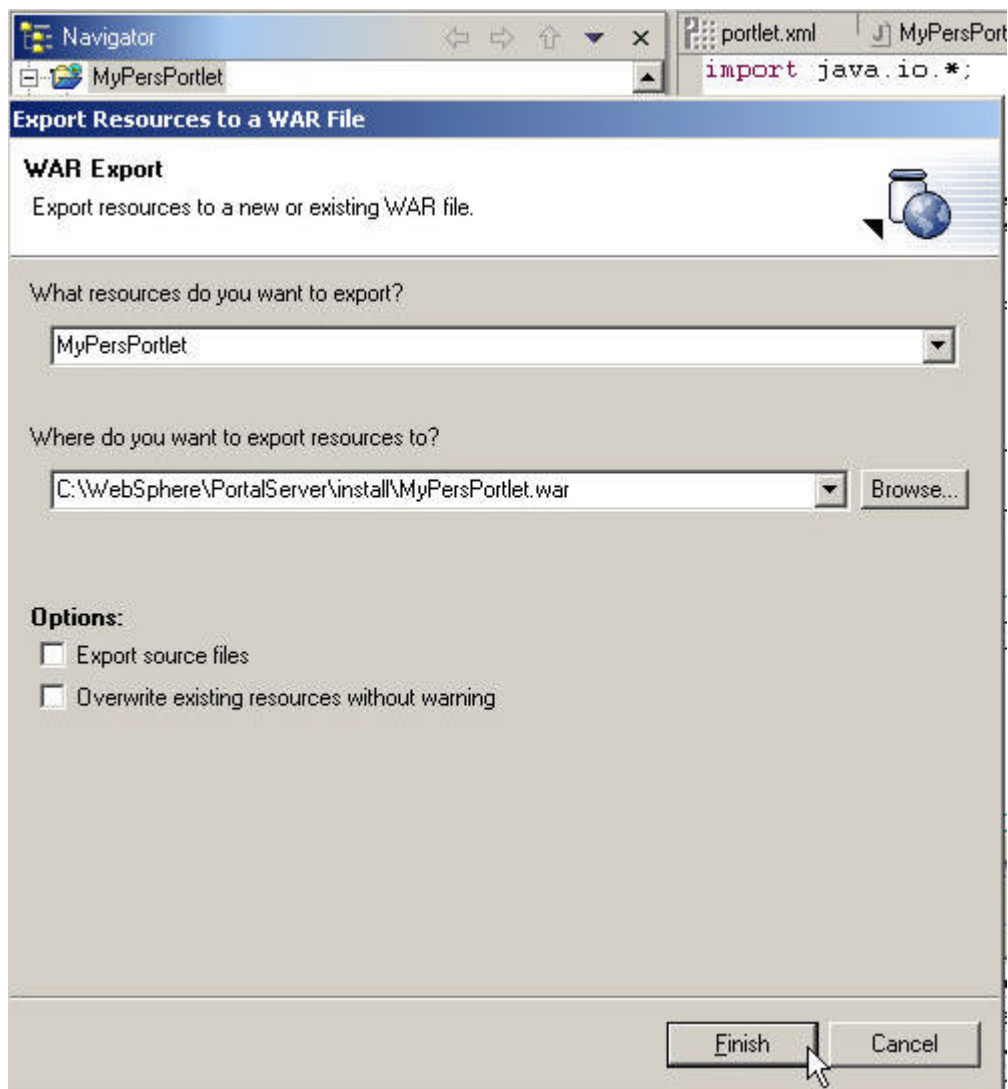 Navigator
portlet.xml
MyPersPort
MyPersPortlet
import java.io.*;
Export Resources to a WAR File
WAR Export
Export resources to a new or existing WAR file.
What resources do you want to export?
MyPersPortlet
Where do you want to export resources to?
C:\WebSphere\PortalServer\install\MyPersPortlet.war
Browse...
Options:
Export source files
Overwrite existing resources without warning
Finish
Cancel